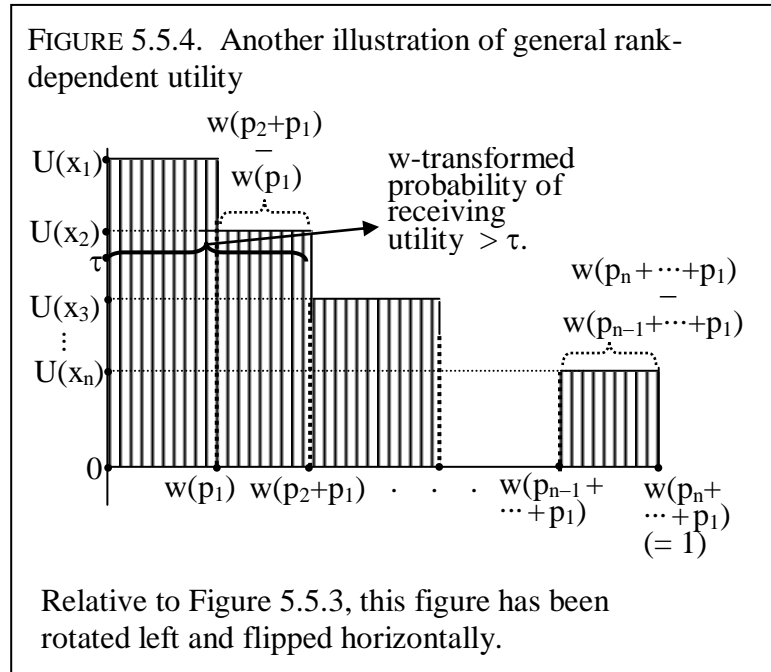 FIGURE 5.5.4. Another illustration of general rank-
dependent utility
w(p₂+p₁)
–
w(p₁)
w-transformed
probability of
receiving
utility > τ.
w(pₙ + ⋯+p₁)
–
w(pₙ₋₁+⋯+p₁)
U(x₁)
U(x₂)
τ
U(x₃)
⋮
U(xₙ)
0
w(p₁) w(p₂+p₁) . . . w(pₙ₋₁ +
⋯+p₁)
w(pₙ+
⋯+p₁)
(= 1)
Relative to Figure 5.5.3, this figure has been
rotated left and flipped horizontally.